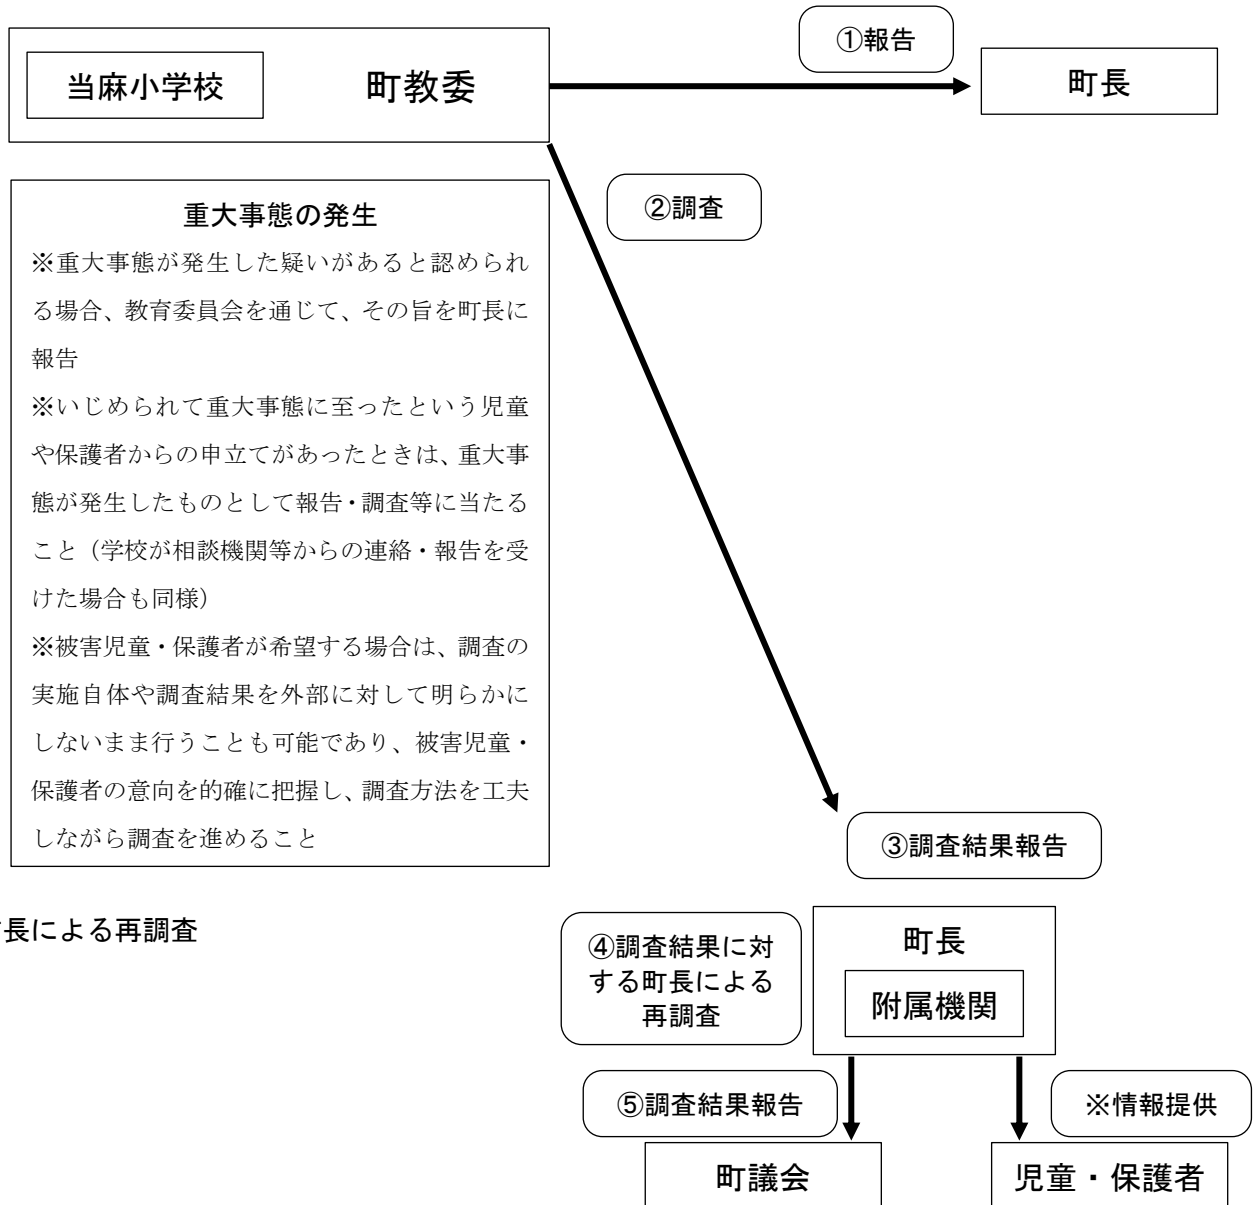 ①報告
当麻小学校
町教委
町長
②調査
重大事態の発生
※重大事態が発生した疑いがあると認められ
る場合、教育委員会を通じて、その旨を町長に
報告
※いじめられて重大事態に至ったという児童
や保護者からの申立てがあったときは、重大事
態が発生したものとして報告・調査等に当たる
こと（学校が相談機関等からの連絡・報告を受
けた場合も同様）
※被害児童・保護者が希望する場合は、調査の
実施自体や調査結果を外部に対して明らかに
しないまま行うことも可能であり、被害児童・
保護者の意向を的確に把握し、調査方法を工夫
しながら調査を進めること
③調査結果報告
長による再調査
④調査結果に対
する町長による
再調査
町長
附属機関
⑤調査結果報告
※情報提供
町議会
児童・保護者